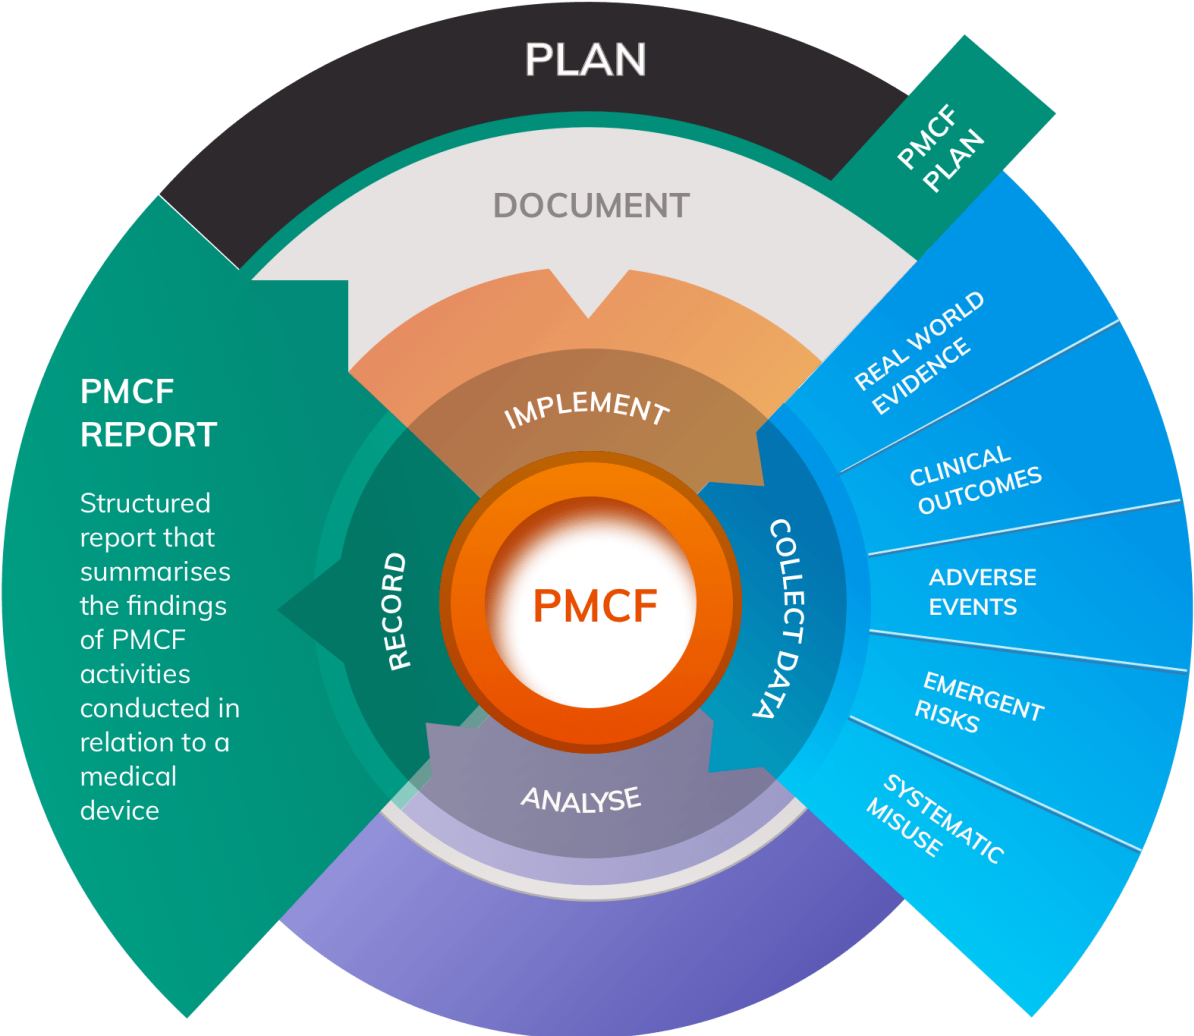 PLAN
PMCF
PLAN
DOCUMENT
IMPLEMENT
REAL WORLD
EVIDENCE
CLINICAL
OUTCOMES
ADVERSE
EVENTS
EMERGENT
RISKS
SYSTEMATIC
MISUSE
COLLECT DATA
PMCF
ANALYSE
RECORD
PMCF
REPORT
Structured
report that
summarises
the findings
of PMCF
activities
conducted in
relation to a
medical
device